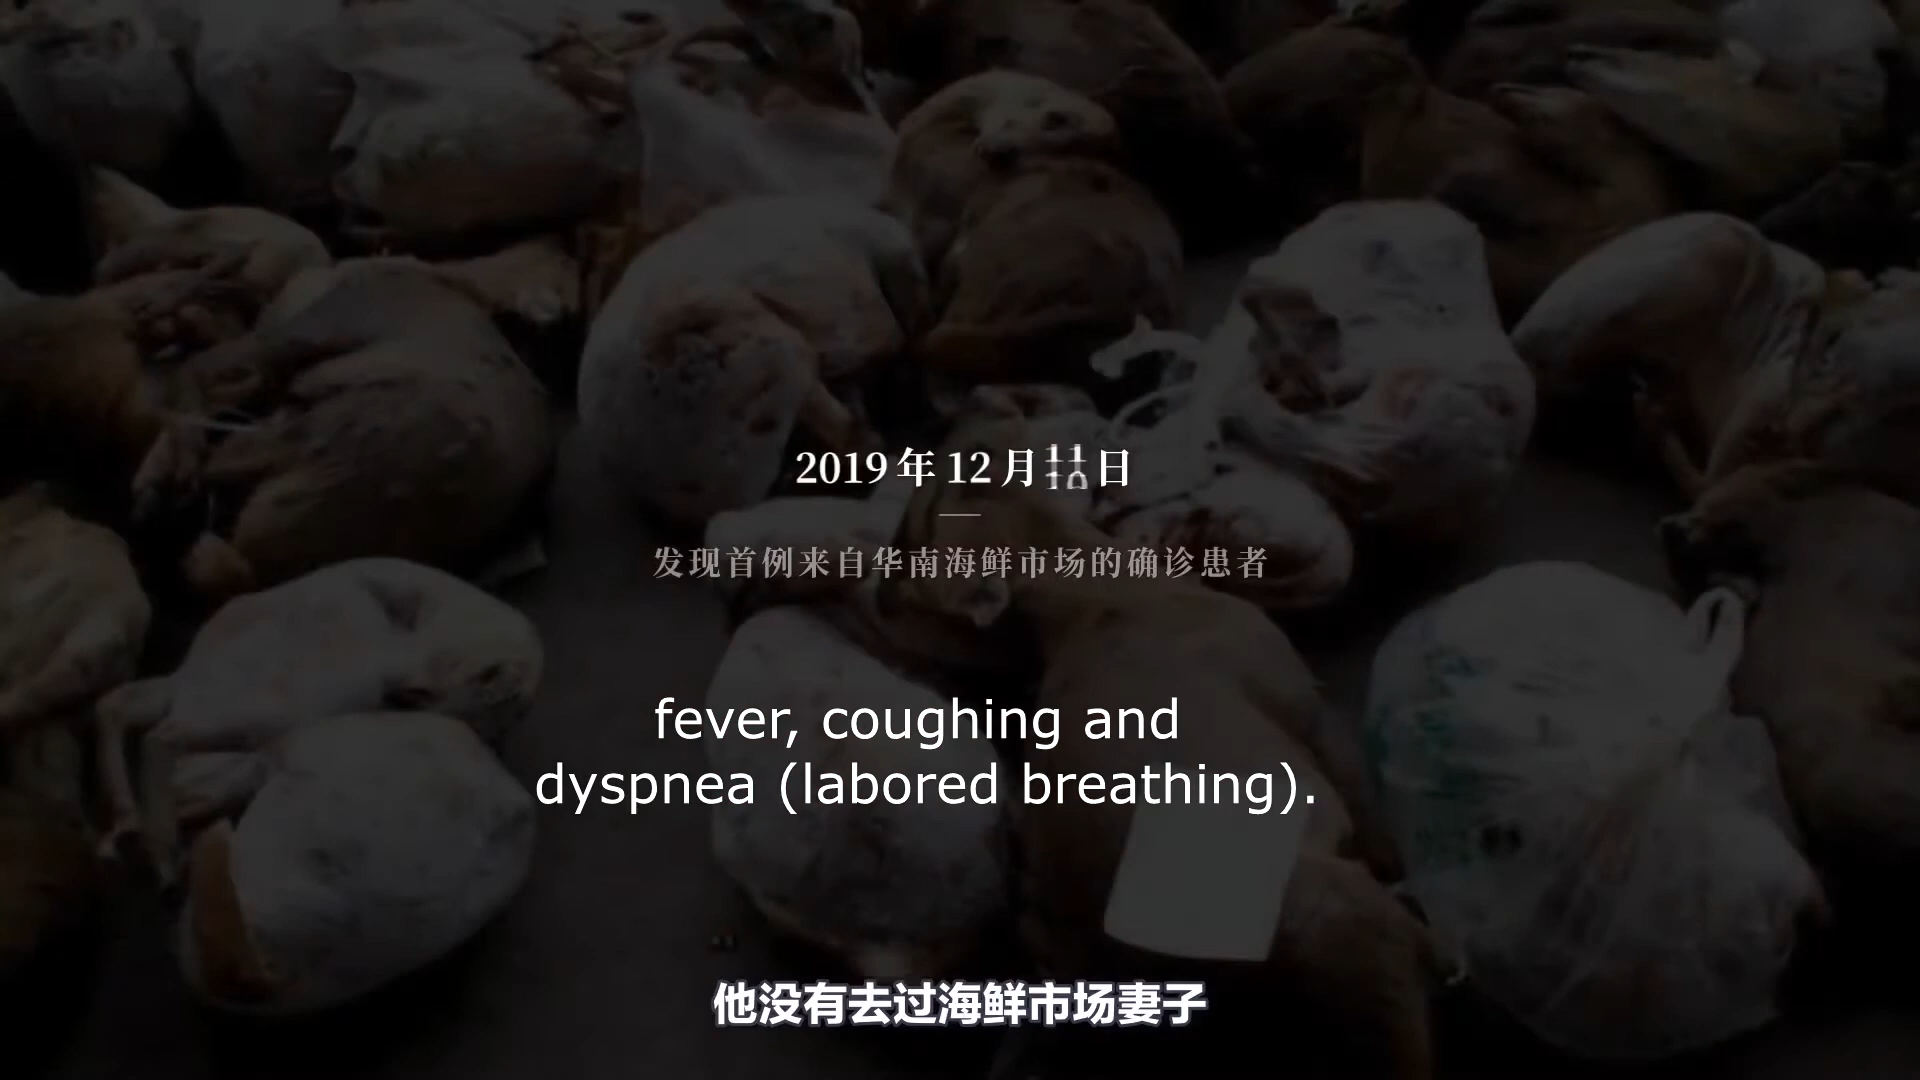 2019年12月 日
发现首例来自华南海鲜市场的确诊患者
fever, coughing and
dyspnea (labored breathing).
他没有去过海鲜市场妻子